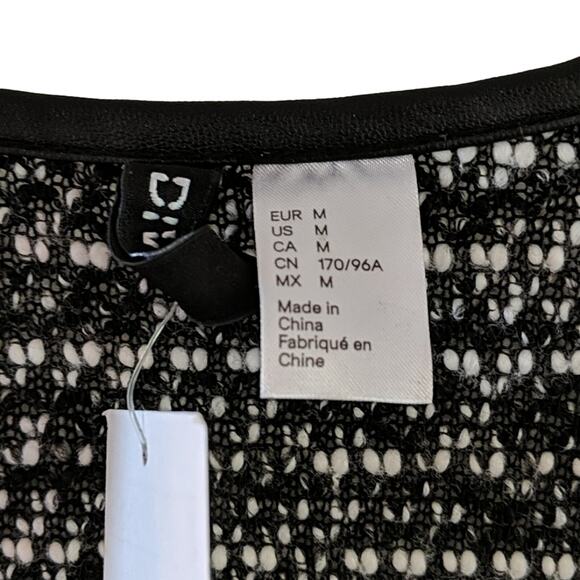 EUR M
US M
CA M
CN 170/96A
MX M
Made in
China
Fabriqué en
Chine